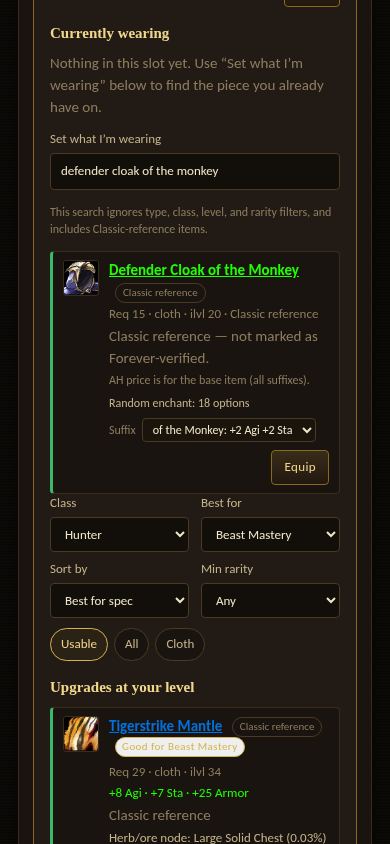 Currently wearing
Nothing in this slot yet. Use “Set what I’m
wearing” below to find the piece you already
have on.
Set what I’m wearing
defender cloak of the monkey
This search ignores type, class, level, and rarity filters, and
includes Classic-reference items.
Defender Cloak of the Monkey
Classic reference
Req 15 · cloth · ilvl 20 · Classic reference
Classic reference — not marked as
Forever-verified.
AH price is for the base item (all suffixes).
Random enchant: 18 options
Suffix of the Monkey: +2 Agi +2 Sta
Equip
Class Best for
Hunter Beast Mastery
Sort by Min rarity
Best for spec Any
Usable All Cloth
Upgrades at your level
Tigerstrike Mantle Classic reference
Good for Beast Mastery
Req 29 · cloth · ilvl 34
+8 Agi · +7 Sta · +25 Armor
Classic reference
Herb/ore node: Large Solid Chest (0.03%)